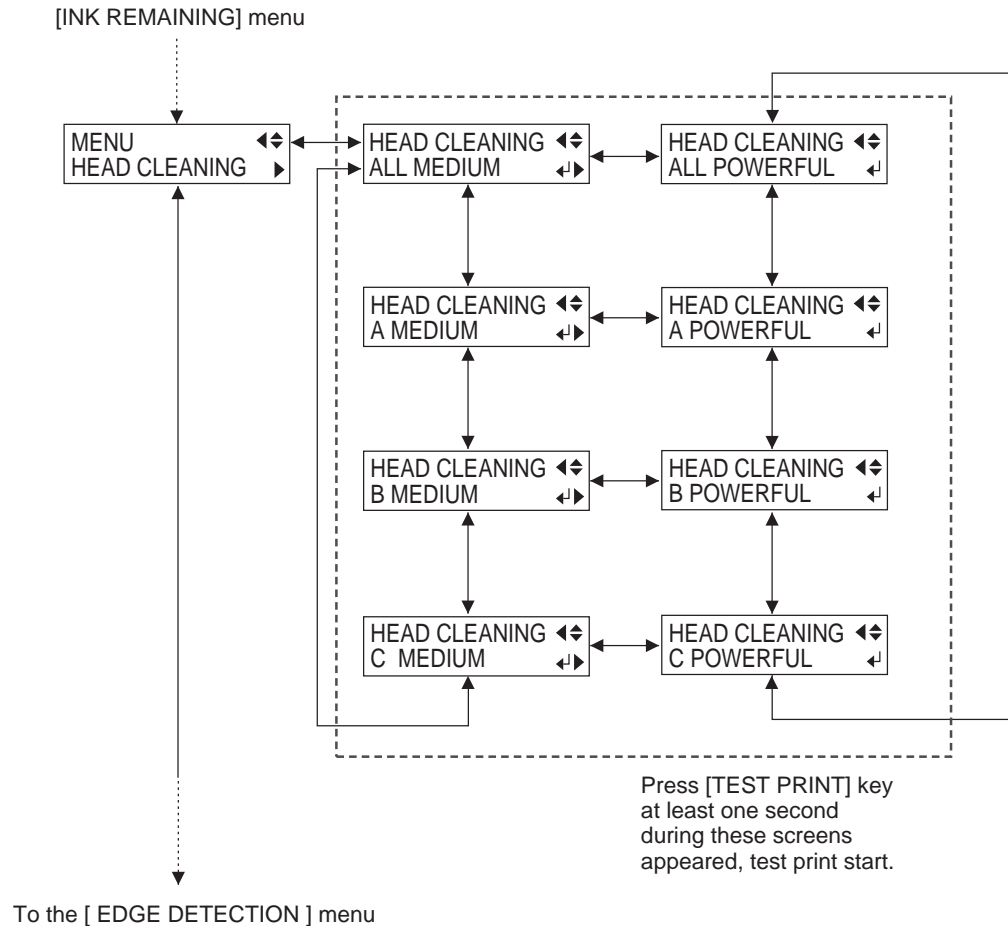 [INK REMAINING] menu
MENU
HEAD CLEANING
HEAD CLEANING
ALL MEDIUM
HEAD CLEANING
ALL POWERFUL
HEAD CLEANING
A MEDIUM
HEAD CLEANING
A POWERFUL
HEAD CLEANING
B MEDIUM
HEAD CLEANING
B POWERFUL
HEAD CLEANING
C  MEDIUM
HEAD CLEANING
C POWERFUL
Press [TEST PRINT] key
at least one second
during these screens
appeared, test print start.
To the [ EDGE DETECTION ] menu